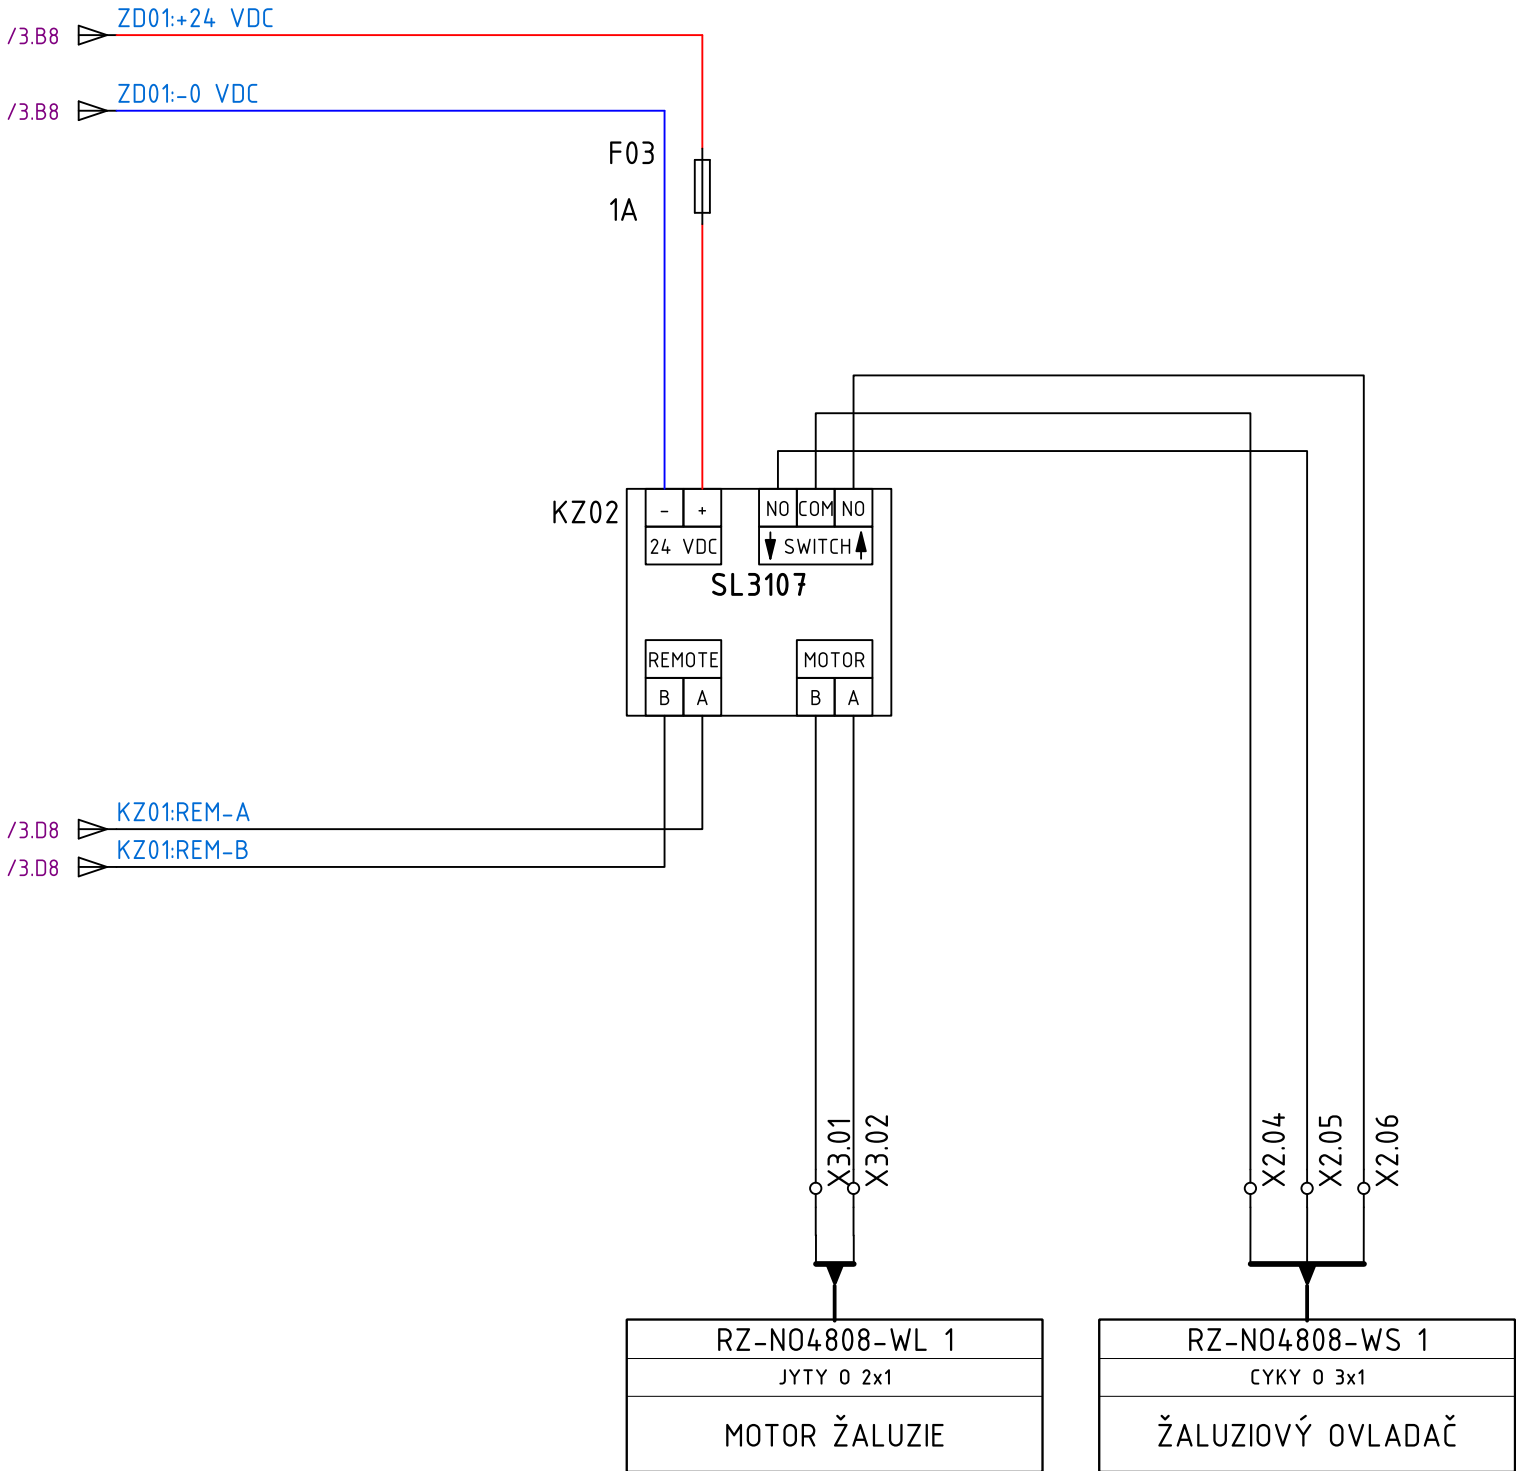 ZD01:+24 VDC
/3.B8
ZD01:-0 VDC
/3.B8
F03
1A
KZ02
- + NO COM NO
24 VDC SWITCH
SL3107
REMOTE MOTOR
B A B A
KZ01:REM-A
/3.D8
KZ01:REM-B
/3.D8
X3.01
X3.02
X2.04
X2.05
X2.06
RZ-NO4808-WL 1
JYTY O 2x1
MOTOR ŽALUZIE
RZ-NO4808-WS 1
CYKY O 3x1
ŽALUZIOVÝ OVLADAČ